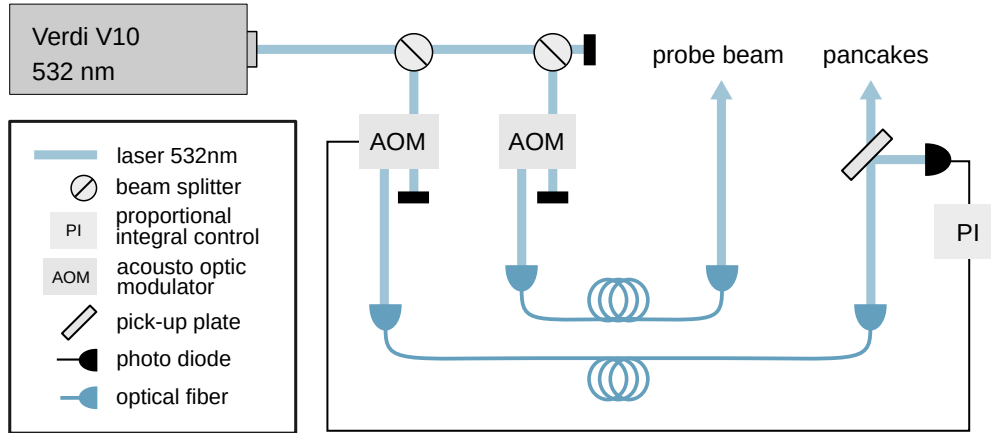 Verdi V10
532 nm
probe beam
pancakes
AOM
AOM
PI
laser 532nm
beam splitter
PI
proportional
integral control
AOM
acousto optic
modulator
pick-up plate
photo diode
optical fiber